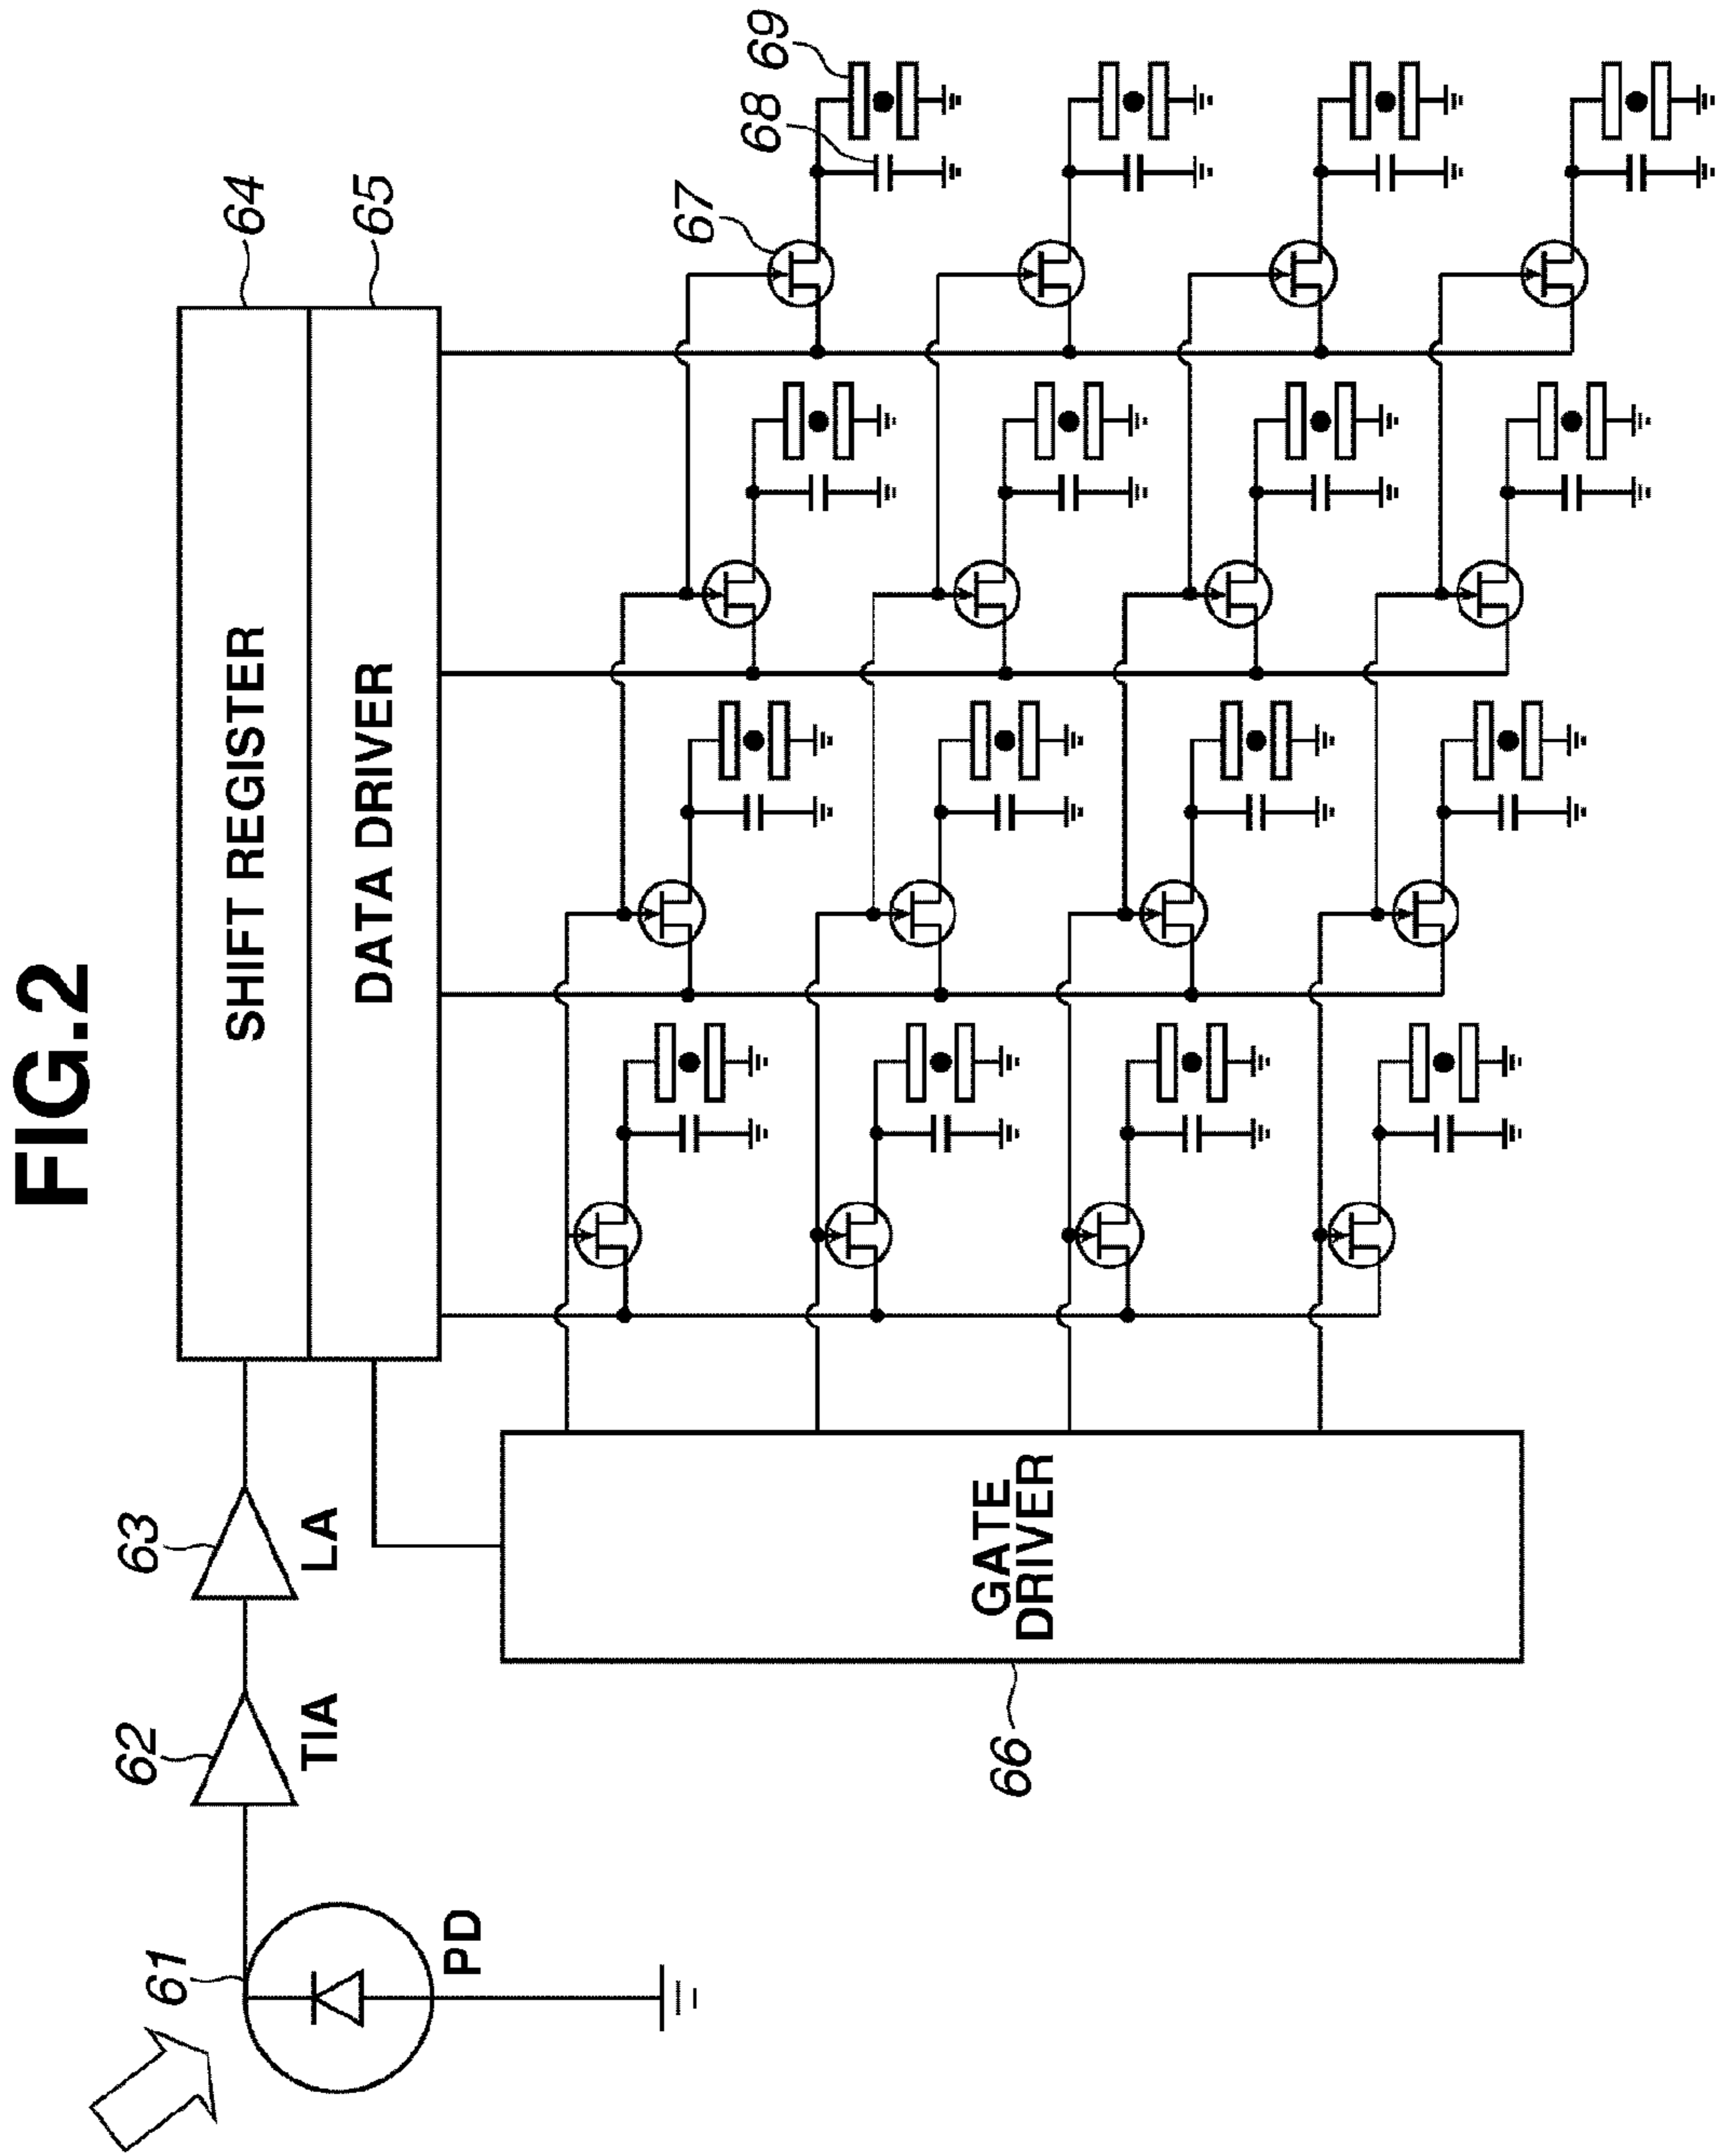 FIG.2
61
PD
62
TIA
63
LA
64
SHIFT REGISTER
65
DATA DRIVER
66
GATE
DRIVER
67
68
69